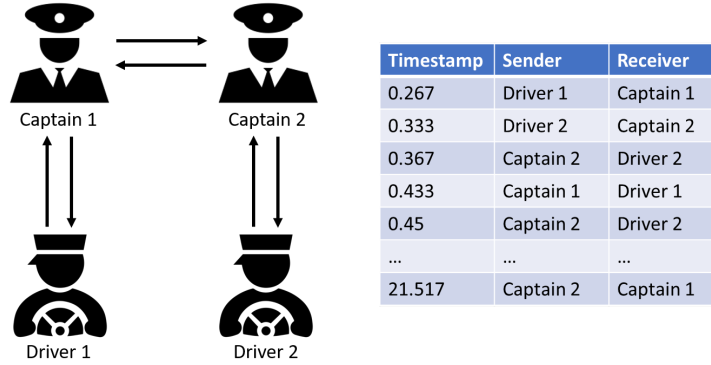 Captain 1 Captain 2
Driver 1 Driver 2
Timestamp Sender Receiver
0.267 Driver 1 Captain 1
0.333 Driver 2 Captain 2
0.367 Captain 2 Driver 2
0.433 Captain 1 Driver 1
0.45 Captain 2 Driver 2
... ... ...
21.517 Captain 2 Captain 1